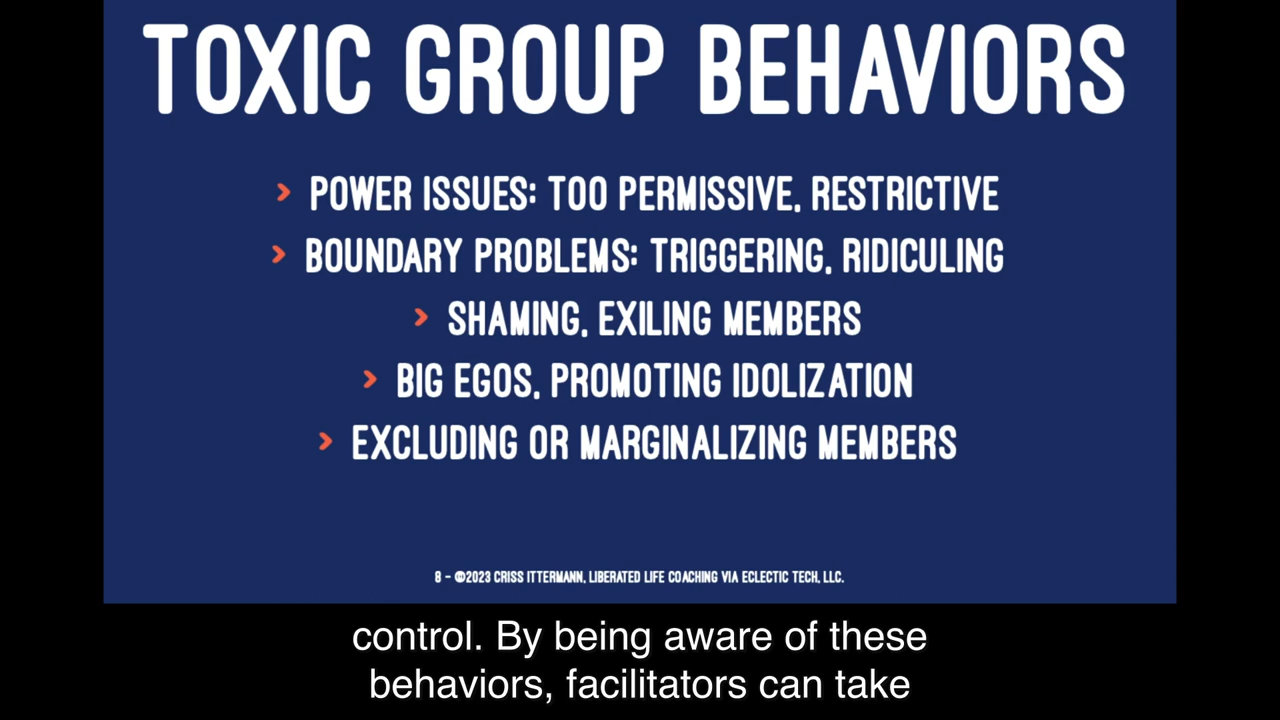 TOXIC GROUP BEHAVIORS
> POWER ISSUES: TOO PERMISSIVE, RESTRICTIVE
> BOUNDARY PROBLEMS: TRIGGERING, RIDICULING
> SHAMING, EXILING MEMBERS
> BIG EGOS, PROMOTING IDOLIZATION
> EXCLUDING OR MARGINALIZING MEMBERS
8 - ©2023 CRISS ITTERMANN, LIBERATED LIFE COACHING VIA ECLECTIC TECH, LLC.
control. By being aware of these
behaviors, facilitators can take